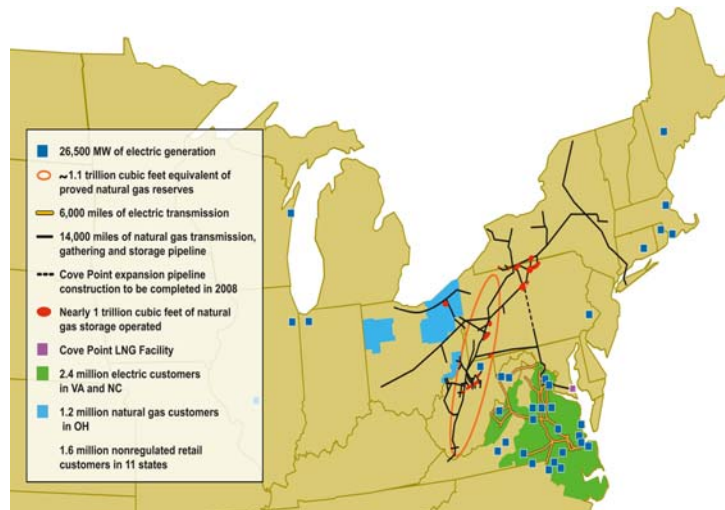 26,500 MW of electric generation
~1.1 trillion cubic feet equivalent of
proved natural gas reserves
6,000 miles of electric transmission
14,000 miles of natural gas transmission,
gathering and storage pipeline
Cove Point expansion pipeline
construction to be completed in 2008
Nearly 1 trillion cubic feet of natural
gas storage operated
Cove Point LNG Facility
2.4 million electric customers
in VA and NC
1.2 million natural gas customers
in OH
1.6 million nonregulated retail
customers in 11 states